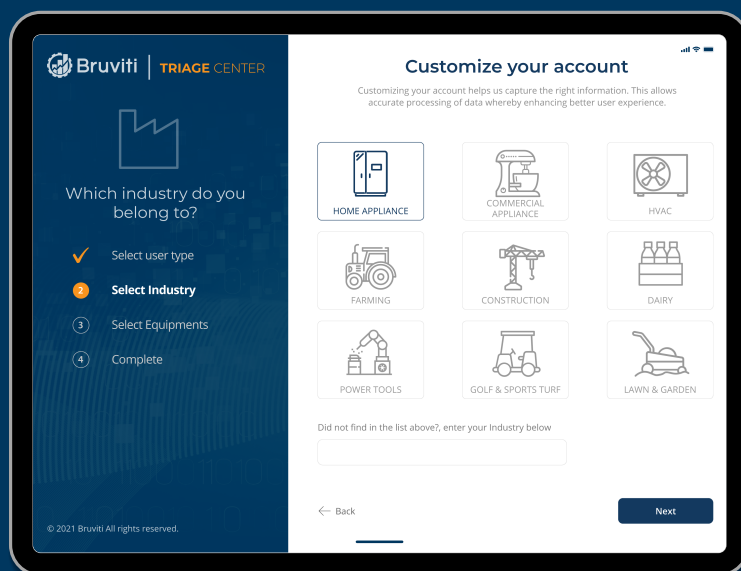 Bruviti | TRIAGE CENTER
Which industry do you
belong to?
Select user type
2 Select Industry
3 Select Equipments
4 Complete
© 2021 Bruviti All rights reserved.
Customize your account
Customizing your account helps us capture the right information. This allows
accurate processing of data whereby enhancing better user experience.
HOME APPLIANCE
COMMERCIAL
APPLIANCE
HVAC
FARMING
CONSTRUCTION
DAIRY
POWER TOOLS
GOLF & SPORTS TURF
LAWN & GARDEN
Did not find in the list above?, enter your Industry below
Back
Next